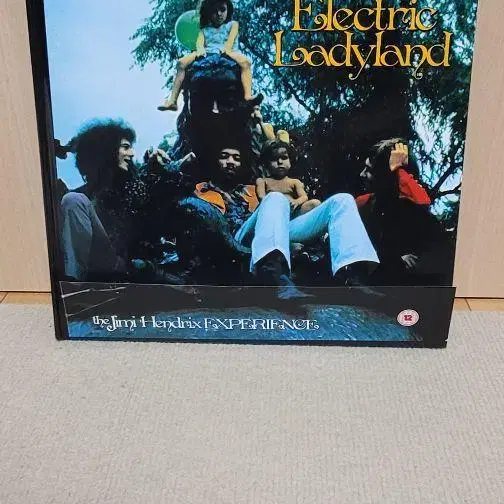 Electric
Ladyland
the Jimi Hendrix EXPERIENCE
12